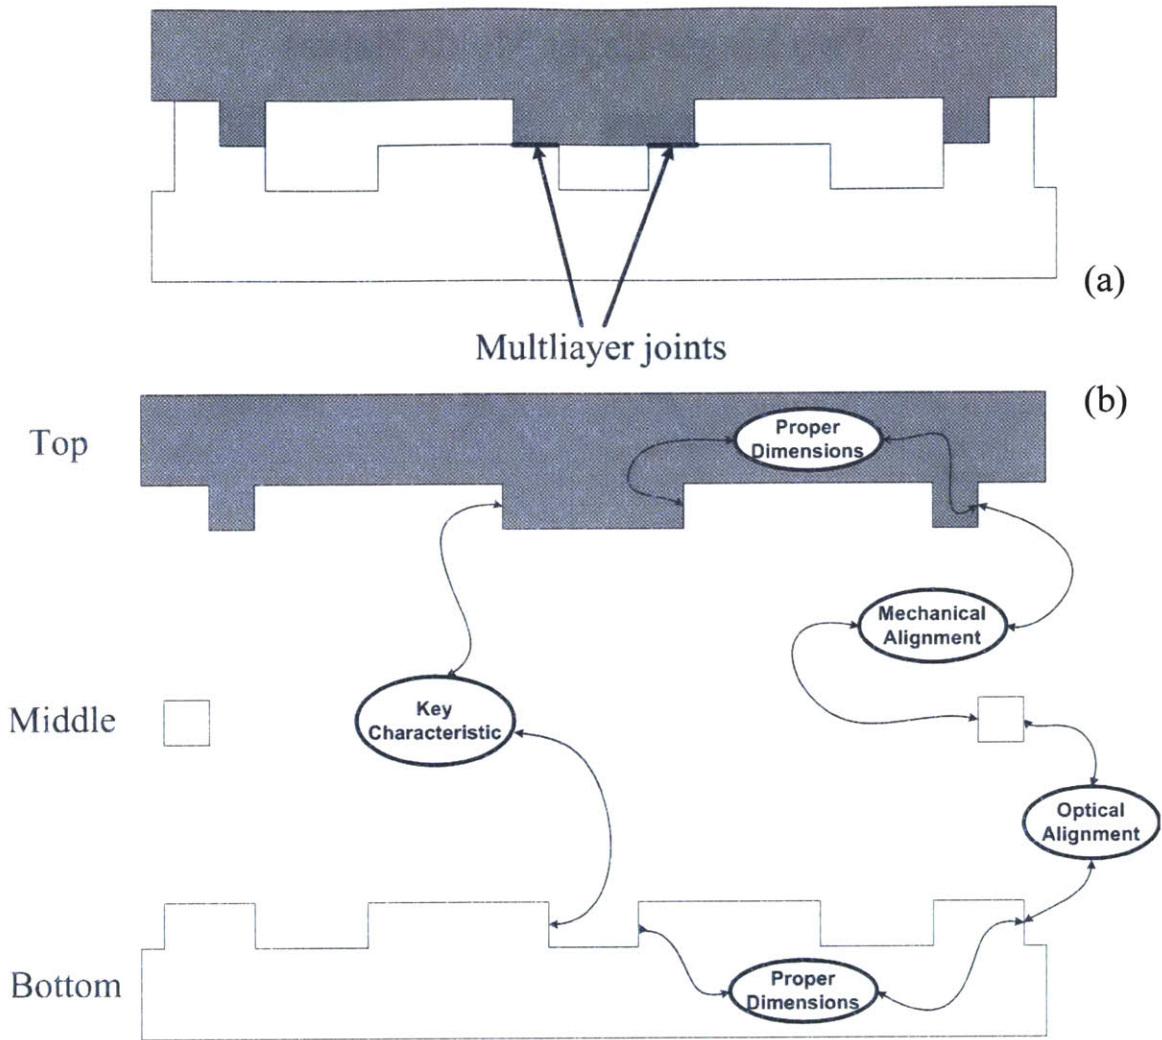 (a)
Multliayer joints
(b)
Top
Proper
Dimensions
Mechanical
Alignment
Middle
Key
Characteristic
Optical
Alignment
Bottom
Proper
Dimensions